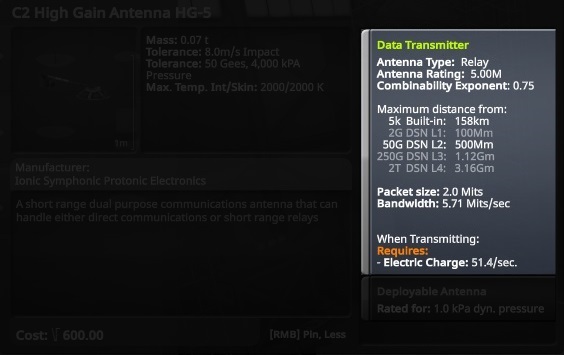 C2 High Gain Antenna HG-5
Mass: 0.07 t
Tolerance: 8.0m/s Impact
Tolerance: 50 Gees, 4,000 kPA
Pressure
Max. Temp. Int/Skin: 2000/2000 K
1m
Manufacturer:
Ionic Symphonic Protonic Electronics
A short range dual purpose communications antenna that can
handle either direct communications or short range relays
Cost: 600.00
[RMB] Pin, Less
Data Transmitter
Antenna Type: Relay
Antenna Rating: 5.00M
Combinability Exponent: 0.75
Maximum distance from:
5k Built-in: 158km
2G DSN L1: 100Mm
50G DSN L2: 500Mm
250G DSN L3: 1.12Gm
2T DSN L4: 3.16Gm
Packet size: 2.0 Mits
Bandwidth: 5.71 Mits/sec
When Transmitting:
Requires:
- Electric Charge: 51.4/sec.
Deployable Antenna
Rated for: 1.0 kPa dyn. pressure